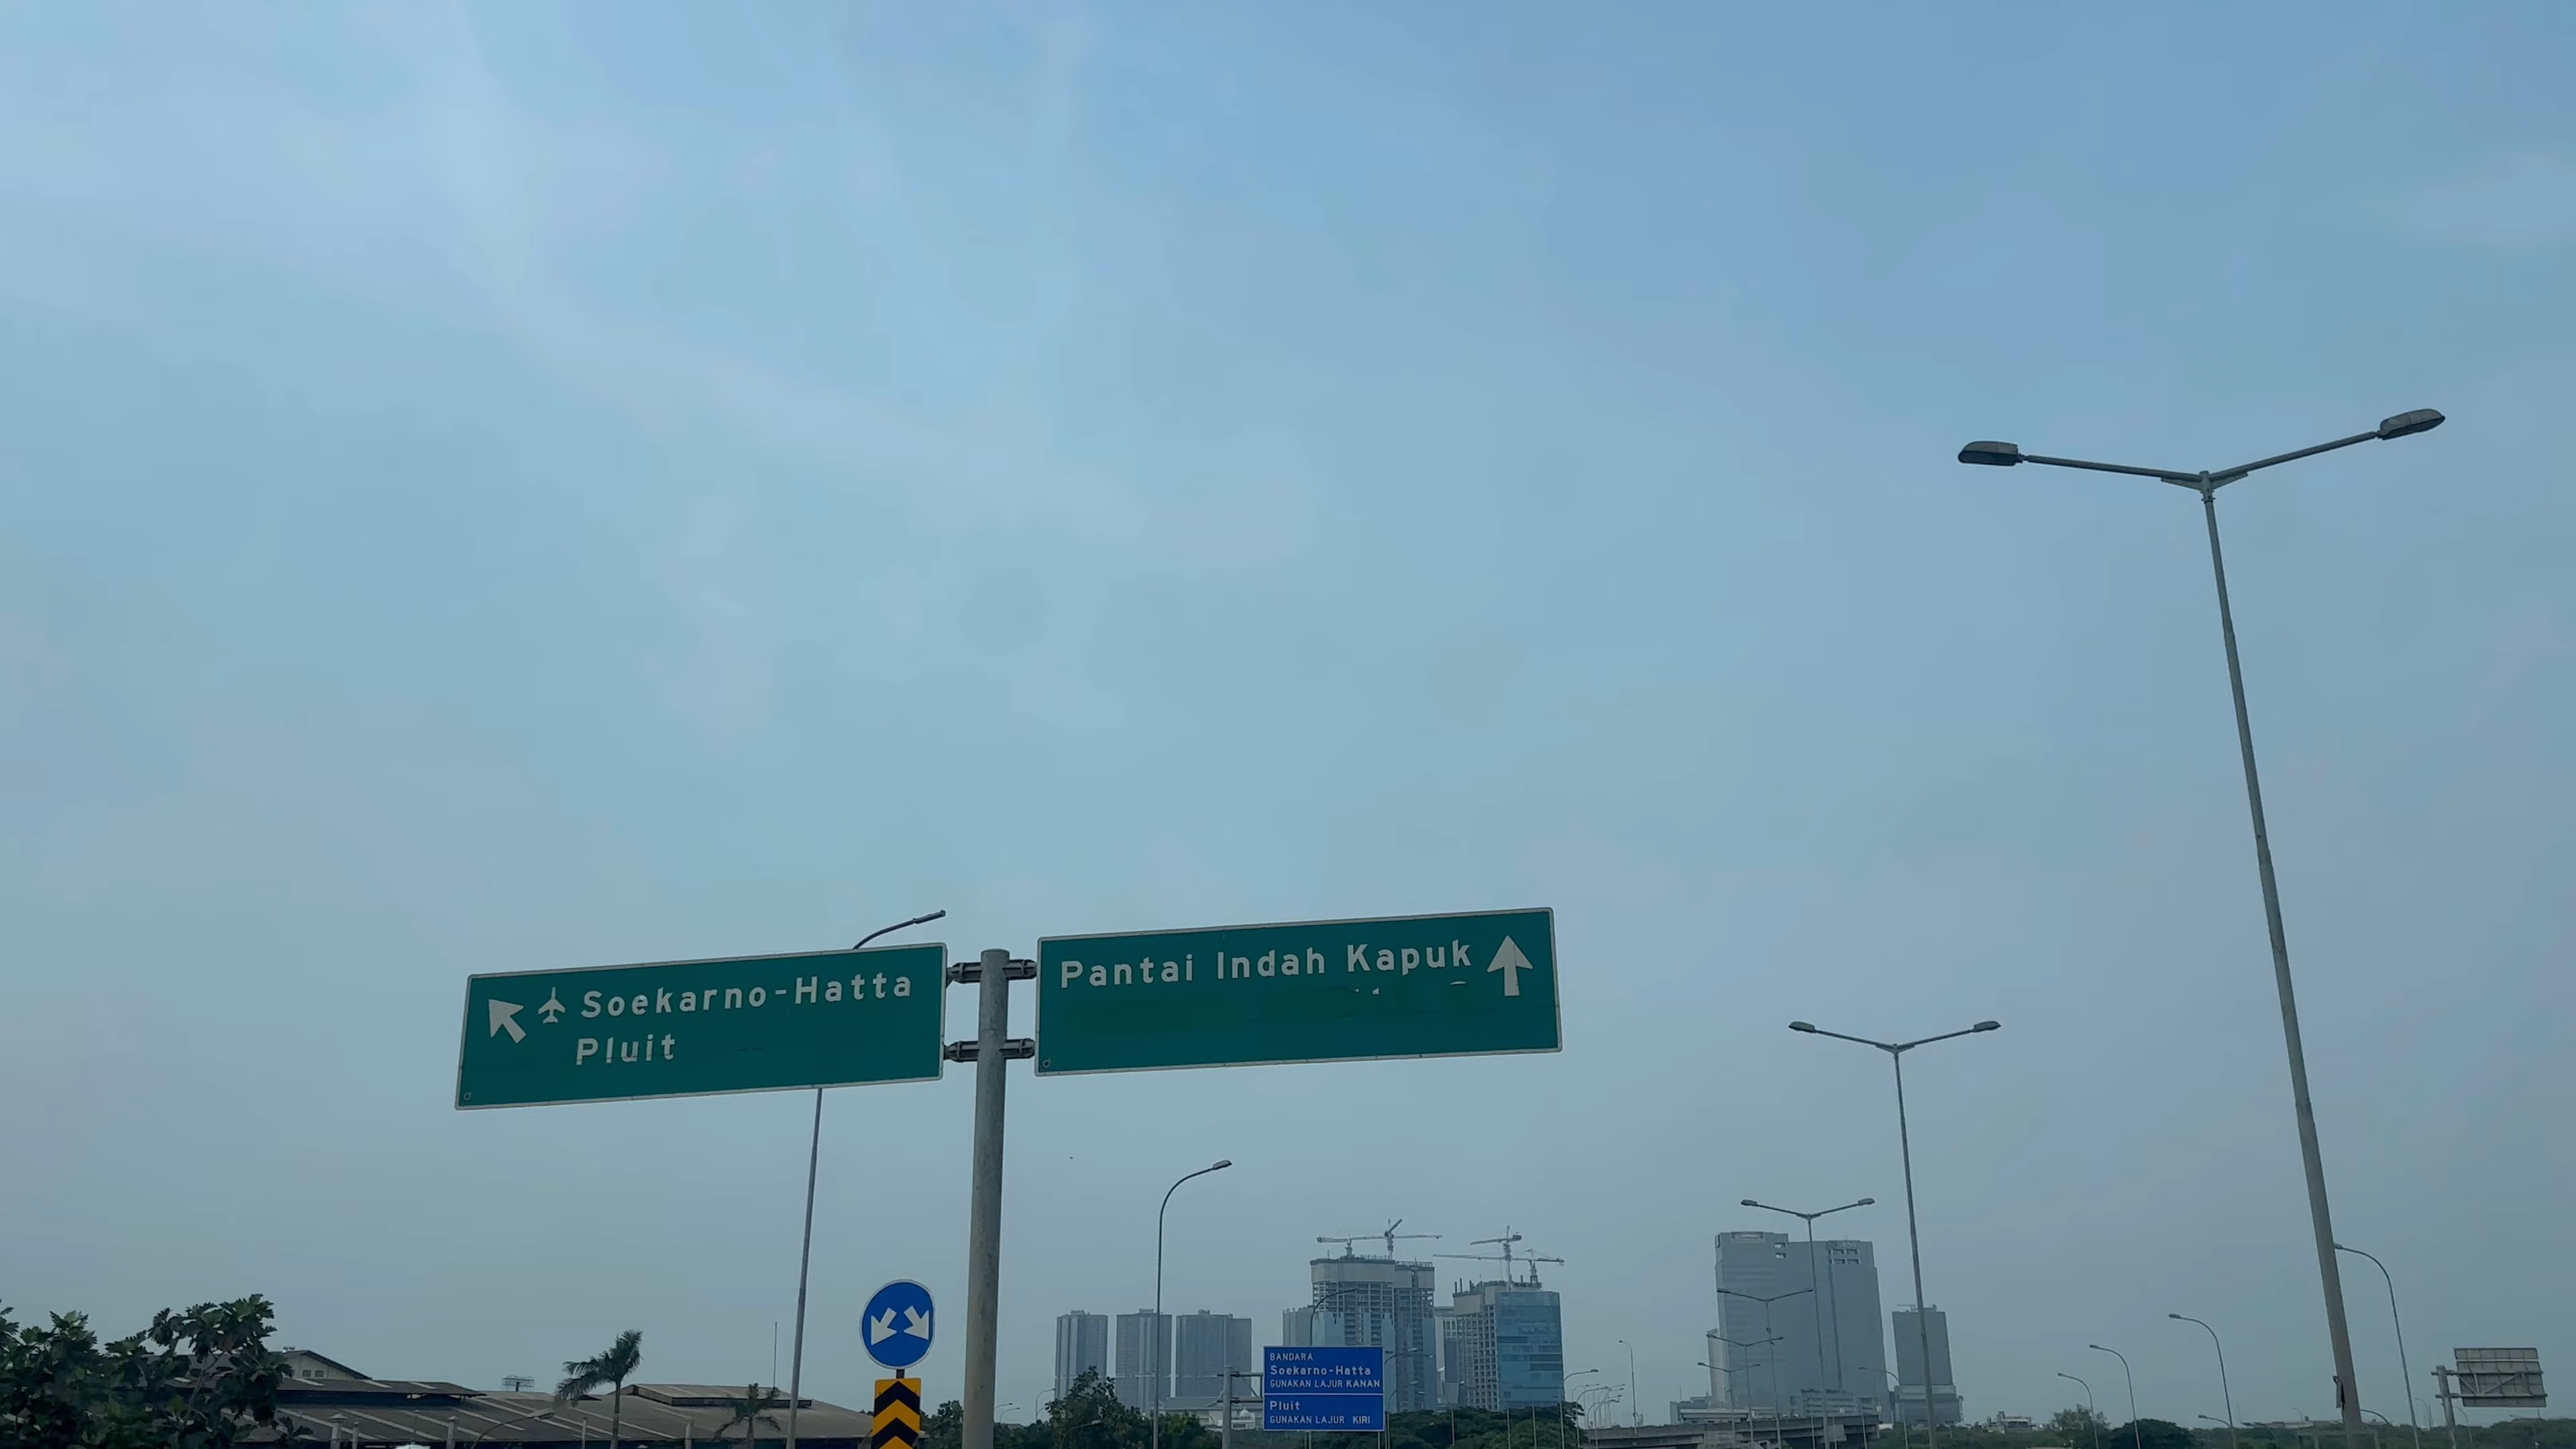 Soekarno-Hatta
Pluit
Pantai Indah Kapuk
BANDARA
Soekarno-Hatta
GUNAKAN LAJUR KANAN
Pluit
GUNAKAN LAJUR KIRI